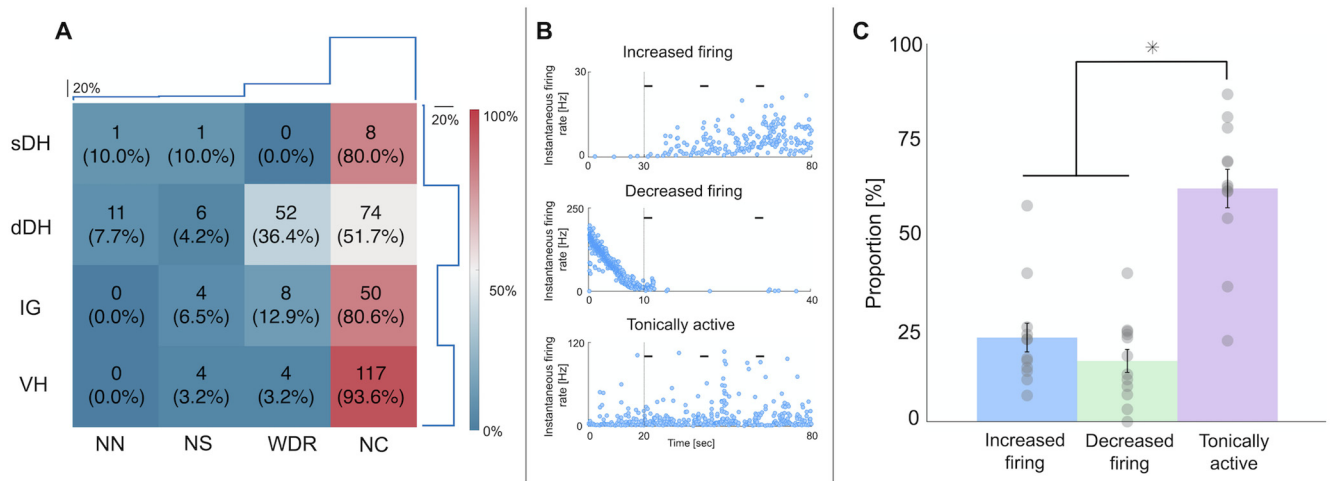 A
20%
20%
sDH
1
(10.0%)
1
(10.0%)
0
(0.0%)
8
(80.0%)
dDH
11
(7.7%)
6
(4.2%)
52
(36.4%)
74
(51.7%)
IG
0
(0.0%)
4
(6.5%)
8
(12.9%)
50
(80.6%)
VH
0
(0.0%)
4
(3.2%)
4
(3.2%)
117
(93.6%)
NN NS WDR NC
100%
50%
0%
B
Increased firing
Instantaneous firing
rate [Hz]
30
0
0 30 80
Decreased firing
Instantaneous firing
rate [Hz]
250
0
0 10 40
Tonically active
Instantaneous firing
rate [Hz]
120
0
0 20 80
Time [sec]
C
Proportion [%]
100
75
50
25
0
*
Increased
firing
Decreased
firing
Tonically
active